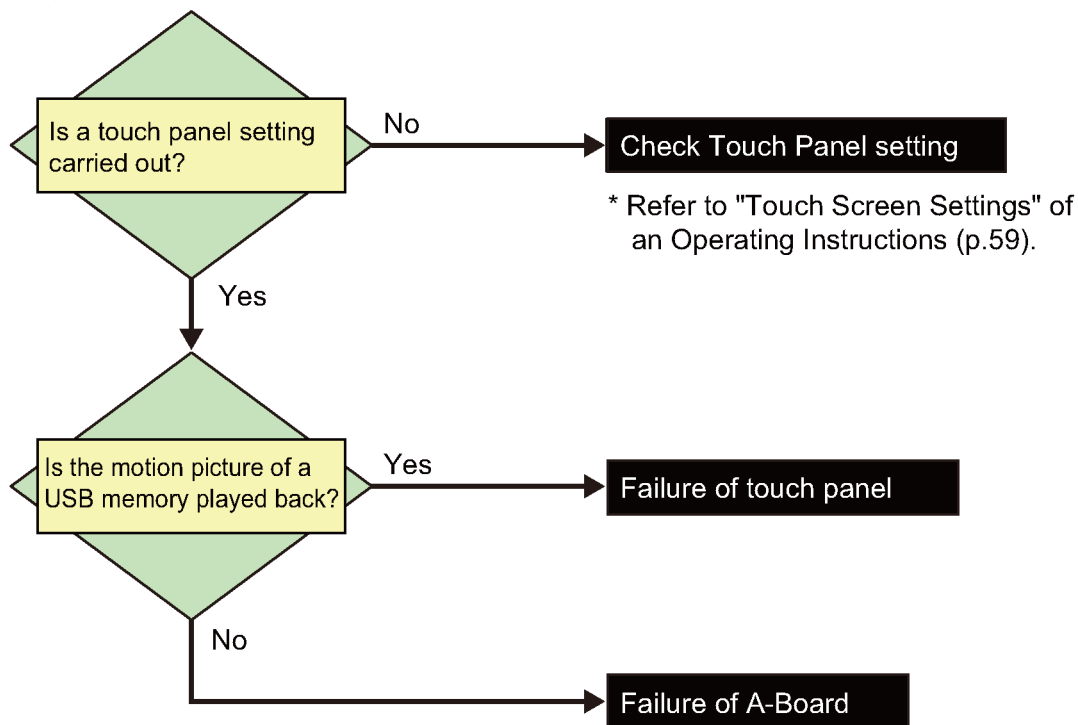 Is a touch panel setting
carried out?
No
Check Touch Panel setting
* Refer to "Touch Screen Settings" of
an Operating Instructions (p.59).
Yes
Is the motion picture of a
USB memory played back?
Yes
Failure of touch panel
No
Failure of A-Board